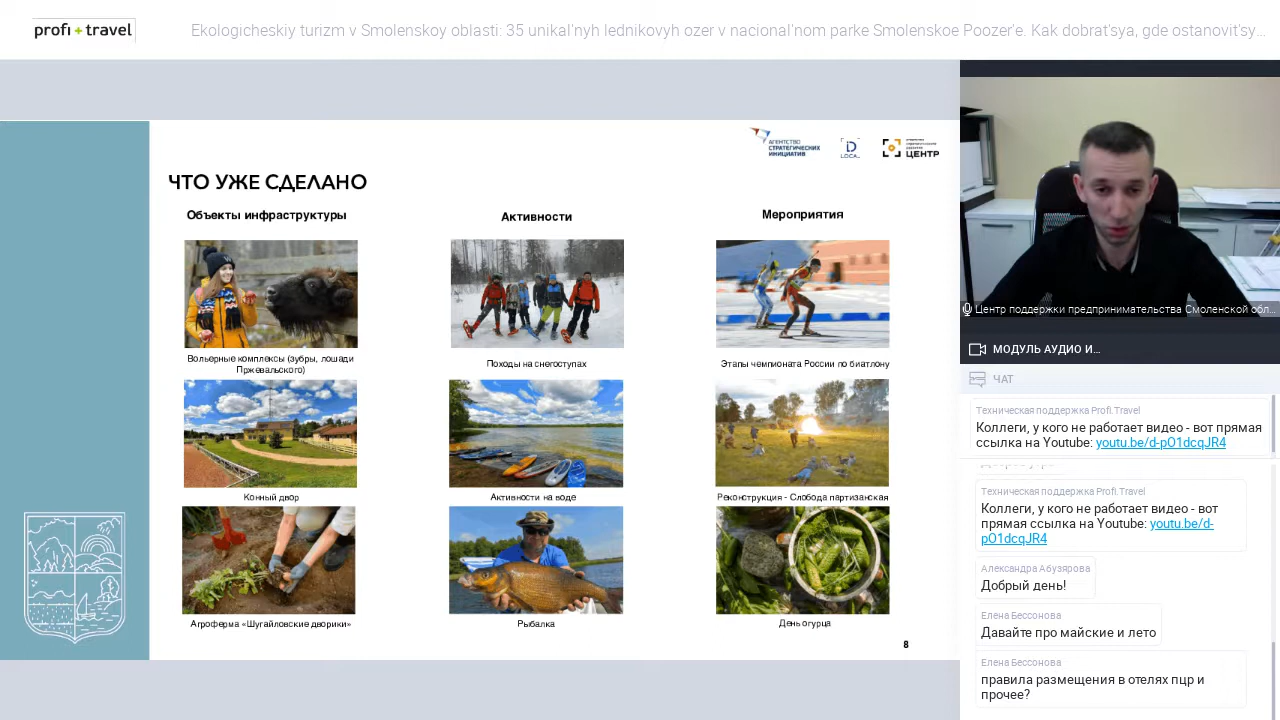 profi + travel
Ekologicheskiy turizm v Smolenskoy oblasti: 35 unikal'nyh lednikovyh ozer v nacional'nom parke Smolenskoe Poozer'e. Kak dobrat'sya, gde ostanovit'sy...
АГЕНТСТВО
СТРАТЕГИЧЕСКИХ
ИНИЦИАТИВ
D
LOCA_
ЦЕНТР
ЧТО УЖЕ СДЕЛАНО
Объекты инфраструктуры
Активности
Мероприятия
Вольерные комплексы (зубры, лошади
Пржевальского)
Походы на снегоступах
Этапы чемпионата России по биатлону
Конный двор
Активности на воде
Реконструкция - Слобода партизанская
Агроферма «Шугайловские дворики»
Рыбалка
День огурца
8
Центр поддержки предпринимательства Смоленской обл...
МОДУЛЬ АУДИО И...
ЧАТ
Техническая поддержка Profi.Travel
Коллеги, у кого не работает видео - вот прямая
ссылка на Youtube: youtu.be/d-pO1dcqJR4
Техническая поддержка Profi.Travel
Коллеги, у кого не работает видео - вот
прямая ссылка на Youtube: youtu.be/d-
pO1dcqJR4
Александра Абузярова
Добрый день!
Елена Бессонова
Давайте про майские и лето
Елена Бессонова
правила размещения в отелях пцр и
прочее?